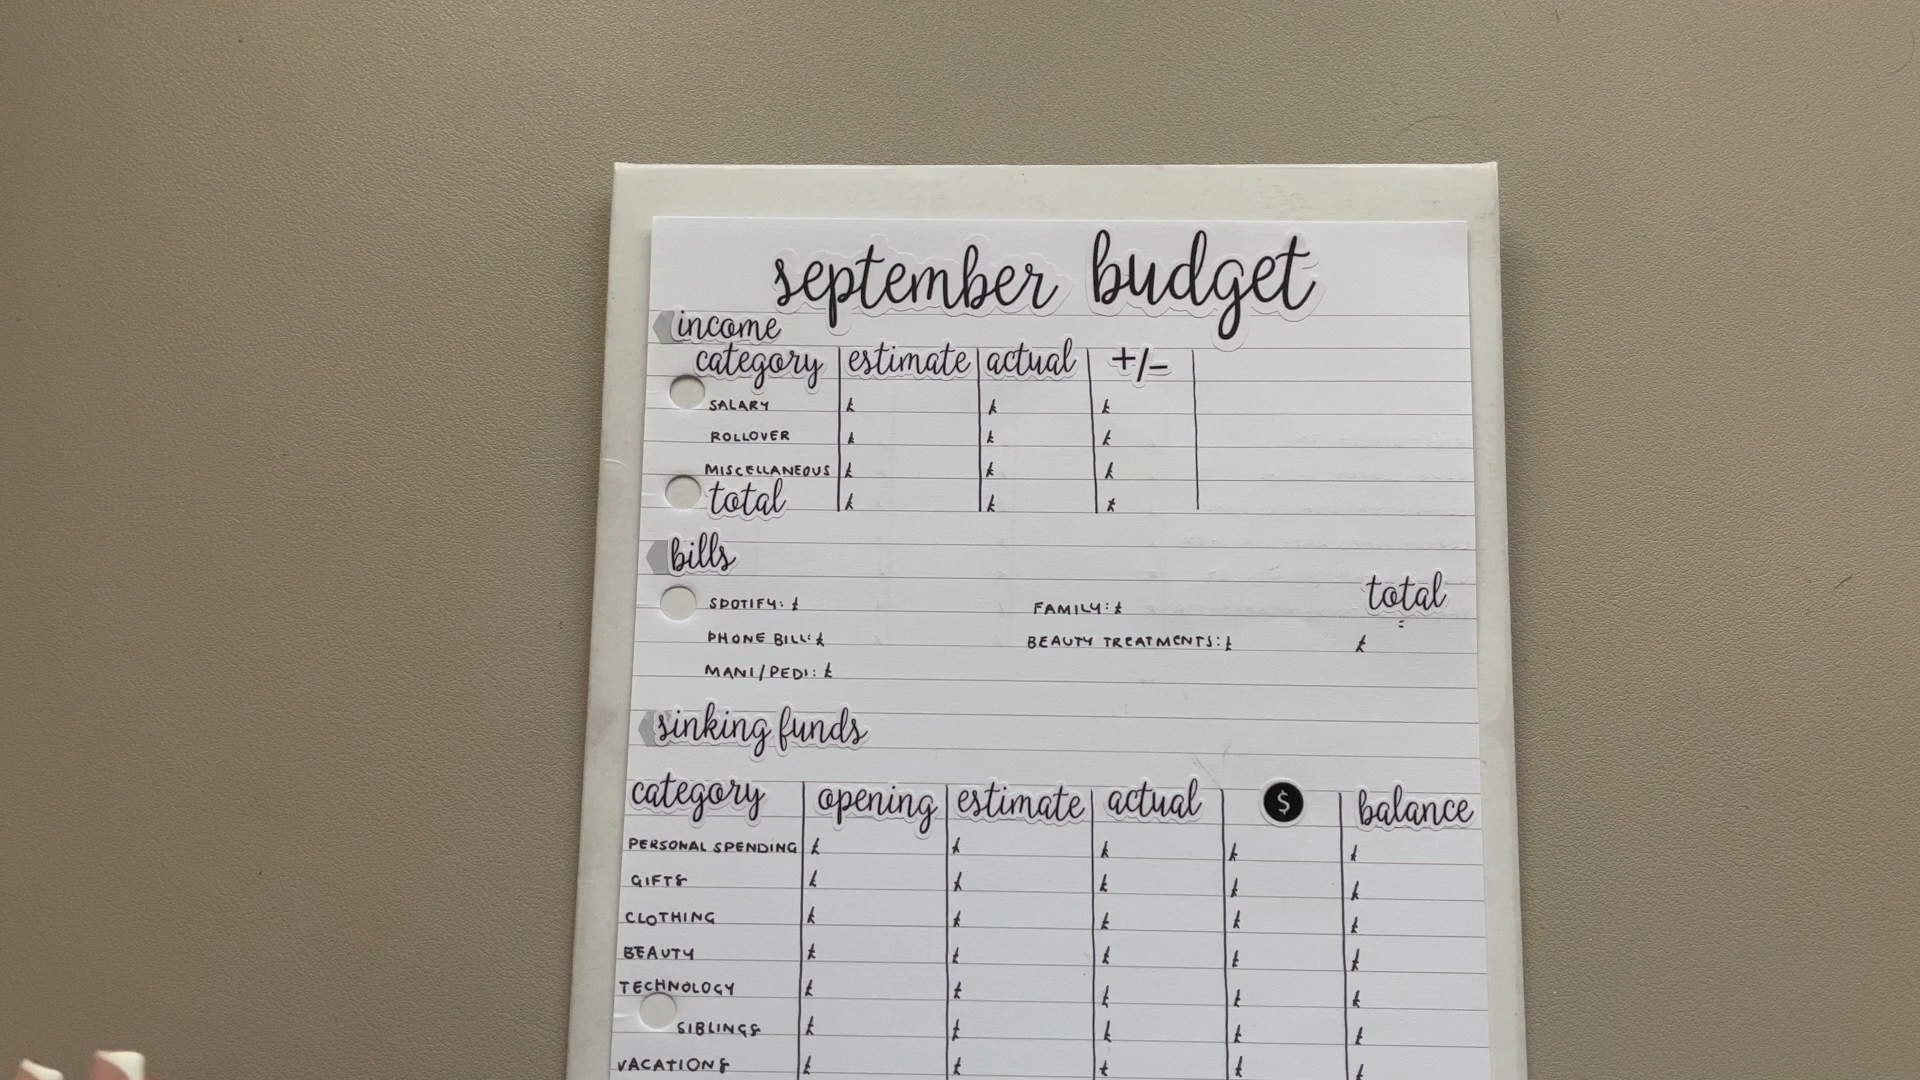 september budget
income
category estimate actual +/-
SALARY £ £ £
ROLLOVER £ £ £
MISCELLANEOUS £ £ £
total £ £ £
bills
total
SPOTIFY: £ FAMILY: £ =
PHONE BILL: £ BEAUTY TREATMENTS: £ £
MANI/PEDI: £
sinking funds
category opening estimate actual $ balance
PERSONAL SPENDING £ £ £ £ £
GIFTS £ £ £ £ £
CLOTHING £ £ £ £ £
BEAUTY £ £ £ £ £
TECHNOLOGY £ £ £ £ £
SIBLINGS £ £ £ £ £
VACATIONS £ £ £ £ £